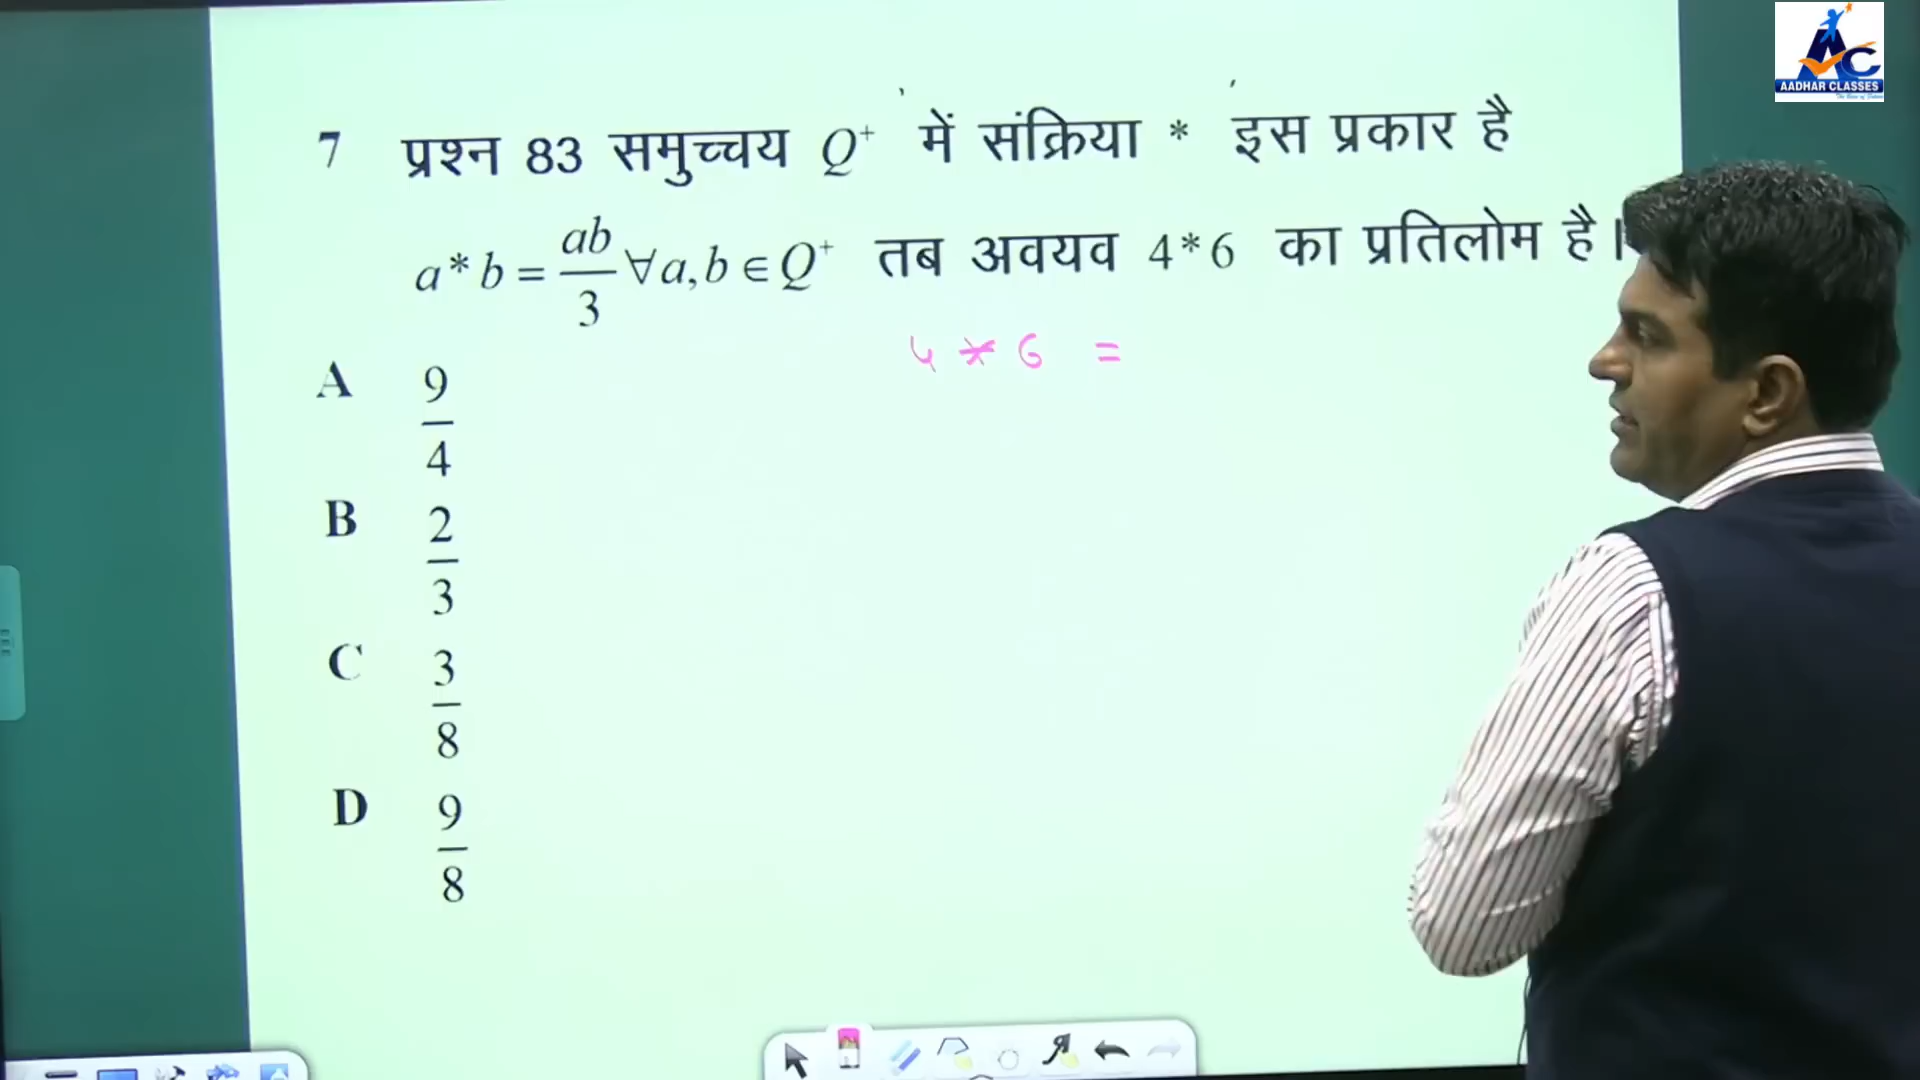 AADHAR CLASSES
7 प्रश्न 83 समुच्चय Q⁺ में संक्रिया * इस प्रकार है
a * b = ab/3 ∀a, b ∈ Q⁺ तब अवयव 4 * 6 का प्रतिलोम है।
4 * 6 =
A 9/4
B 2/3
C 3/8
D 9/8